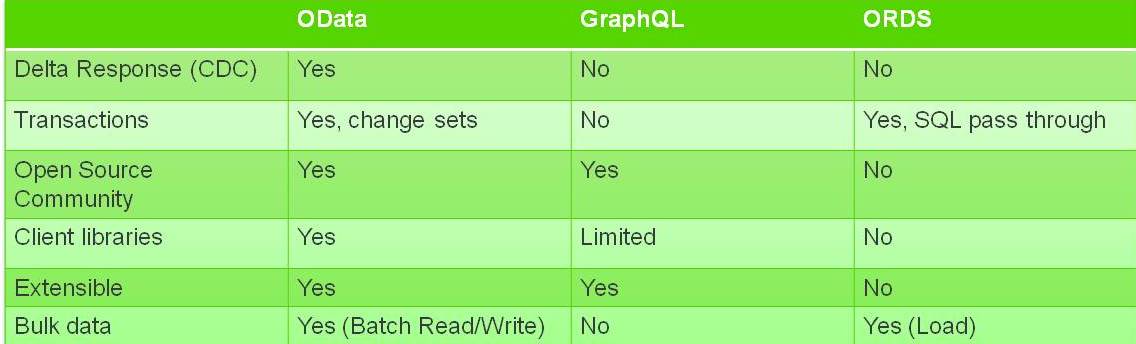 OData GraphQL ORDS
Delta Response (CDC) Yes No No
Transactions Yes, change sets No Yes, SQL pass through
Open Source Yes Yes No
Community
Client libraries Yes Limited No
Extensible Yes Yes No
Bulk data Yes (Batch Read/Write) No Yes (Load)